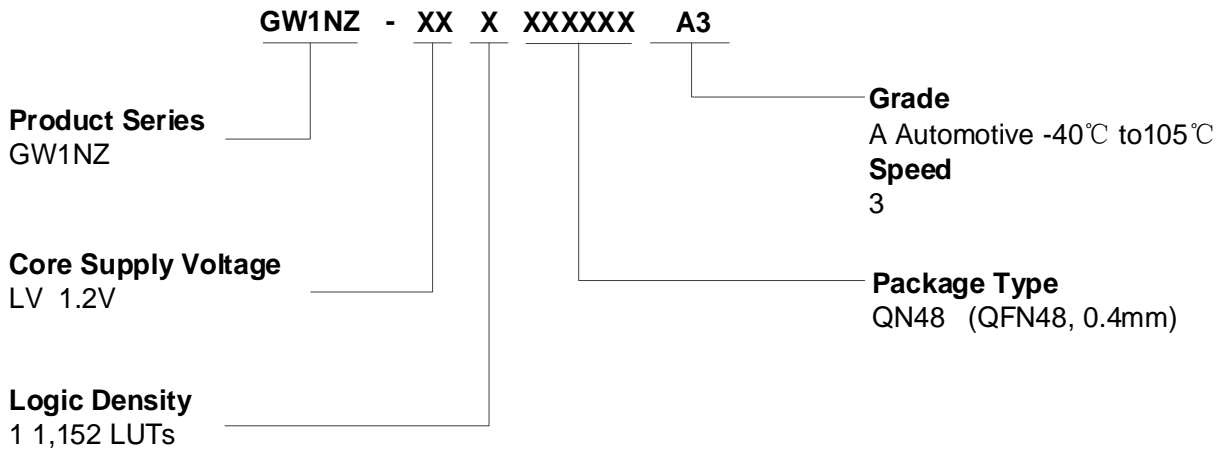 GW1NZ - XX X XXXXXX A3
Product Series
GW1NZ
Core Supply Voltage
LV 1.2V
Logic Density
1 1,152 LUTs
Grade
A Automotive -40℃ to105℃
Speed
3
Package Type
QN48 (QFN48, 0.4mm)